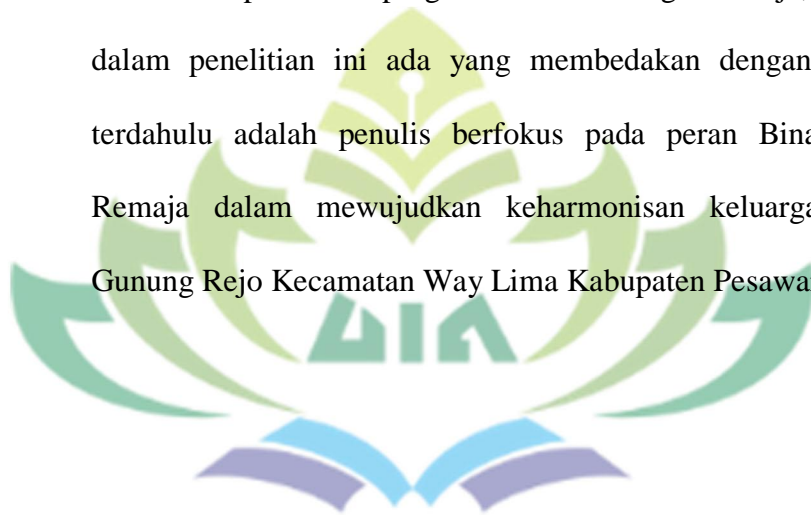 dalam penelitian ini ada yang membedakan dengan
terdahulu adalah penulis berfokus pada peran Bina
Remaja dalam mewujudkan keharmonisan keluarga
Gunung Rejo Kecamatan Way Lima Kabupaten
UIN